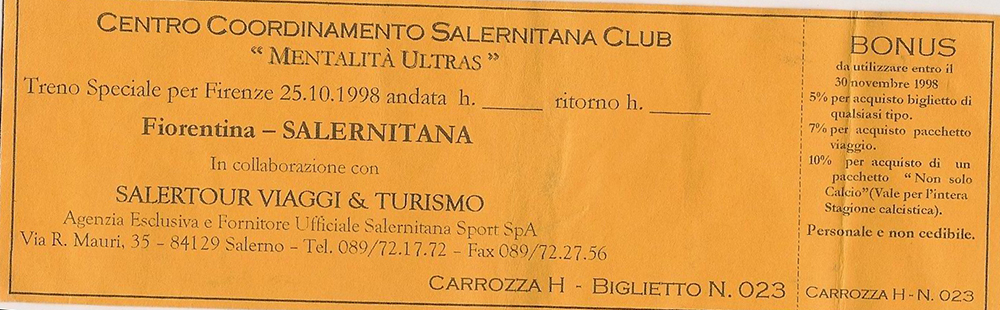 CENTRO COORDINAMENTO SALERNITANA CLUB
“ MENTALITÀ ULTRAS ”
Treno Speciale per Firenze 25.10.1998 andata h. _____ ritorno h. _____
Fiorentina – SALERNITANA
In collaborazione con
SALERTOUR VIAGGI & TURISMO
Agenzia Esclusiva e Fornitore Ufficiale Salernitana Sport SpA
Via R. Mauri, 35 – 84129 Salerno – Tel. 089/72.17.72 – Fax 089/72.27.56
CARROZZA H - BIGLIETTO N. 023
BONUS
da utilizzare entro il
30 novembre 1998
5% per acquisto biglietto di
qualsiasi tipo.
7% per acquisto pacchetto
viaggio.
10% per acquisto di un
pacchetto “Non solo
Calcio”(Vale per l'intera
Stagione calcistica).
Personale e non cedibile.
CARROZZA H - N. 023